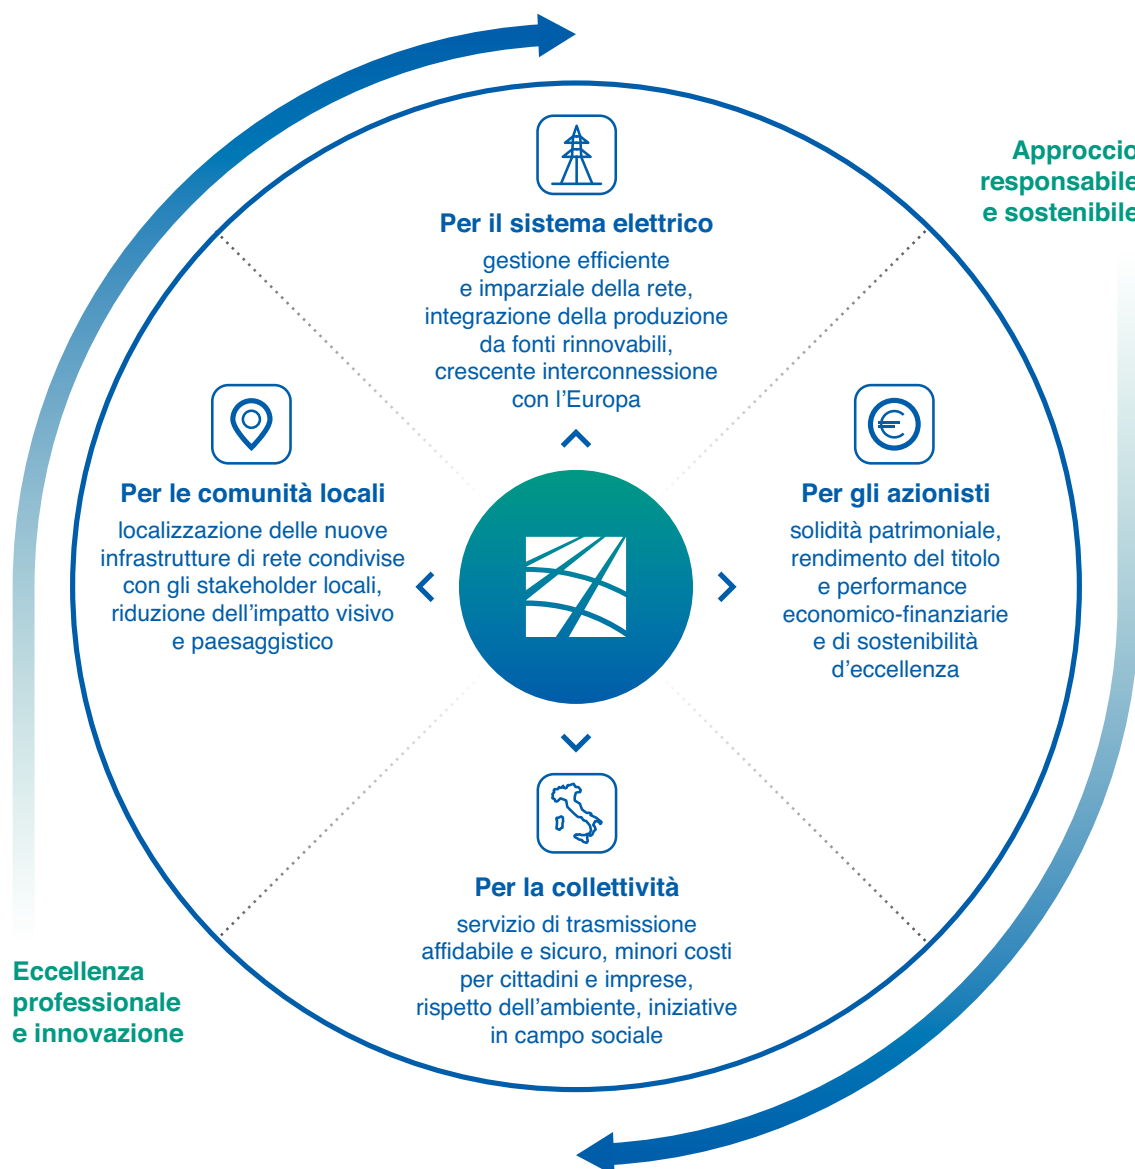 Approccio
responsabile
e sostenibile
Per il sistema elettrico
gestione efficiente
e imparziale della rete,
integrazione della produzione
da fonti rinnovabili,
crescente interconnessione
con l’Europa
Per le comunità locali
localizzazione delle nuove
infrastrutture di rete condivise
con gli stakeholder locali,
riduzione dell’impatto visivo
e paesaggistico
Per gli azionisti
solidità patrimoniale,
rendimento del titolo
e performance
economico-finanziarie
e di sostenibilità
d’eccellenza
Per la collettività
servizio di trasmissione
affidabile e sicuro, minori costi
per cittadini e imprese,
rispetto dell’ambiente, iniziative
in campo sociale
Eccellenza
professionale
e innovazione